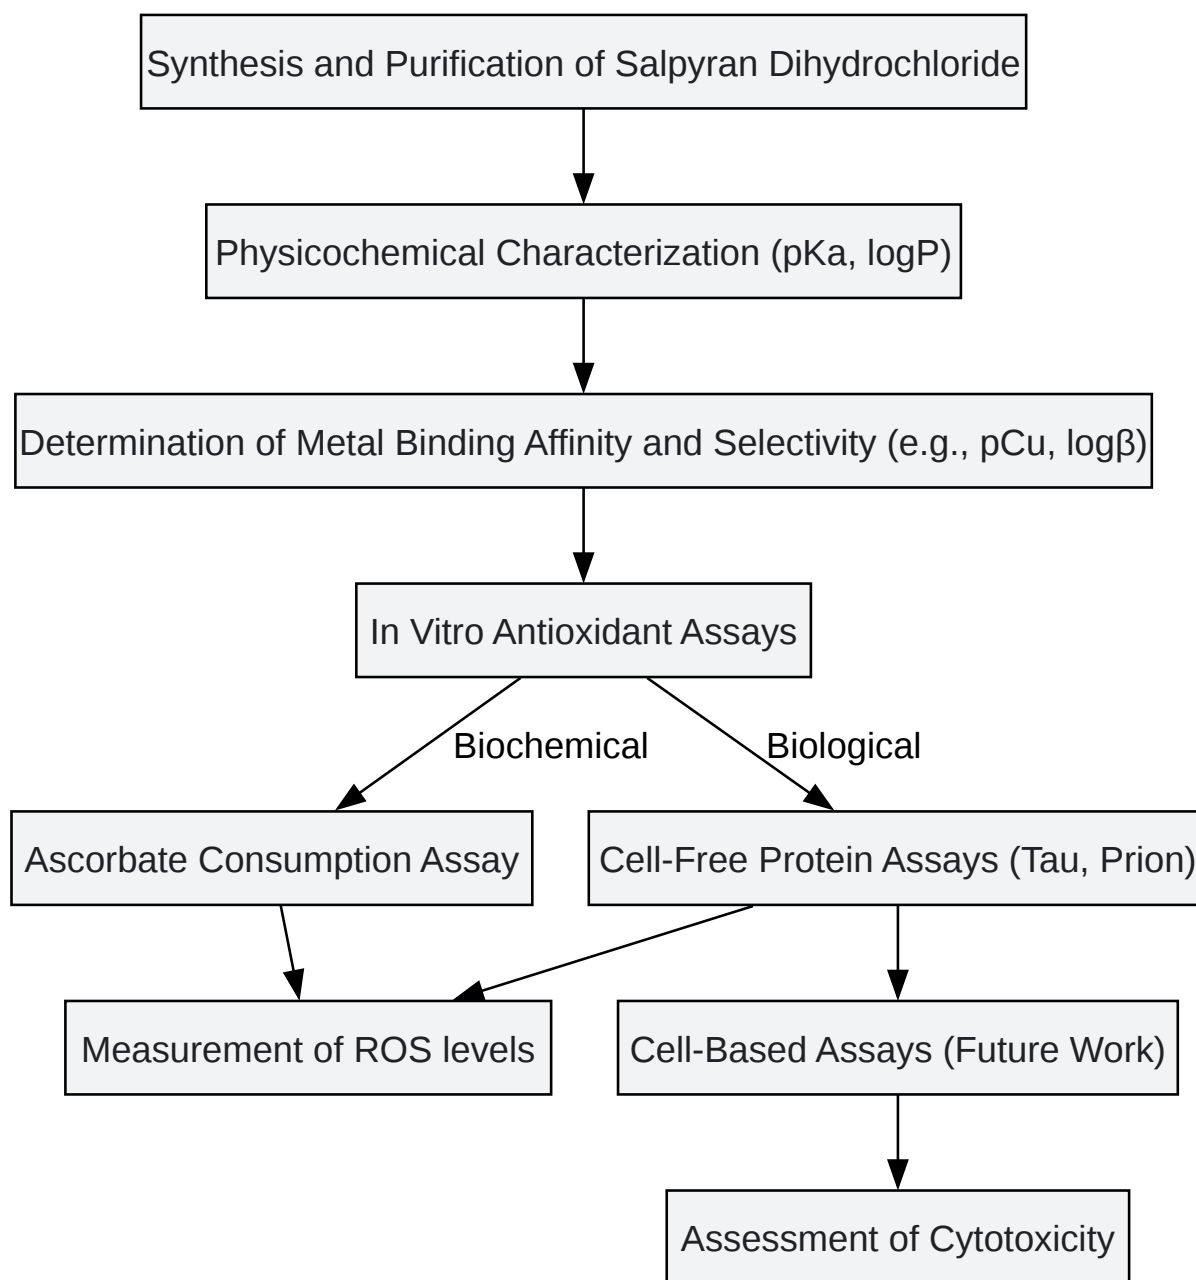 Synthesis and Purification of Salpyran Dihydrochloride
Physicochemical Characterization (pKa, logP)
Determination of Metal Binding Affinity and Selectivity (e.g., pCu, logβ)
In Vitro Antioxidant Assays
Biochemical
Biological
Ascorbate Consumption Assay
Cell-Free Protein Assays (Tau, Prion)
Measurement of ROS levels
Cell-Based Assays (Future Work)
Assessment of Cytotoxicity